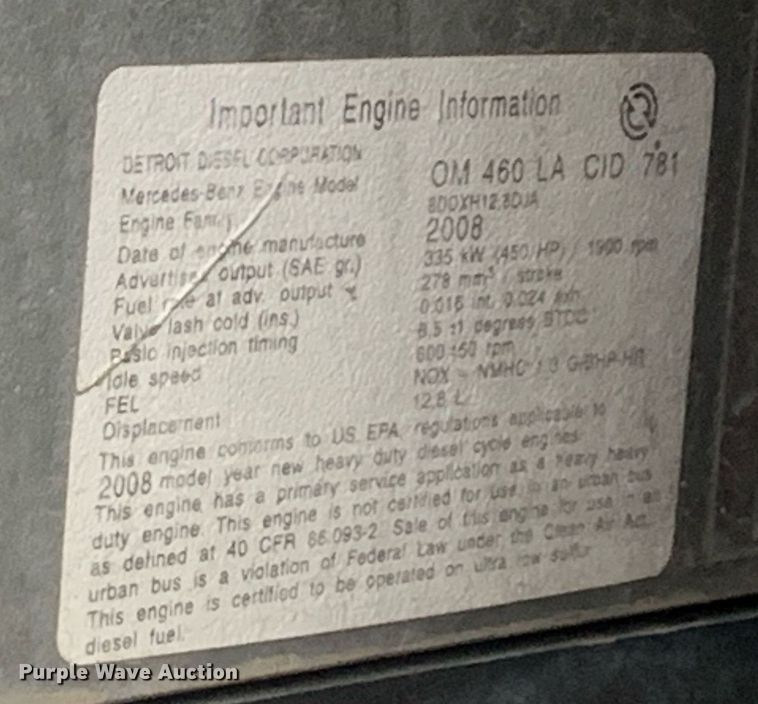 Important Engine Information
DETROIT DIESEL CORPORATION
Mercedes-Benz Engine Model OM 460 LA CID 781
Engine Family 8DDXH12.8DJA
Date of engine manufacture 2008
Advertised output (SAE gr.) 335 kW (450 HP) / 1900 rpm
Fuel rate at adv. output 278 mm³ / stroke
Valve lash cold (ins.) 0.016 int. 0.024 exh
Basic injection timing 8.5 ±1 degrees BTDC
Idle speed 600 ±50 rpm
FEL NOX + NMHC G/BHP-HR
Displacement 12.8 L
This engine conforms to US EPA regulations applicable to
2008 model year new heavy duty diesel cycle engines
This engine has a primary service application as a heavy heavy
duty engine. This engine is not certified for use in an urban bus
as defined at 40 CFR 86.093-2. Sale of this engine for use in an
urban bus is a violation of Federal Law under the Clean Air Act.
This engine is certified to be operated on ultra low sulfur
diesel fuel.
Purple Wave Auction